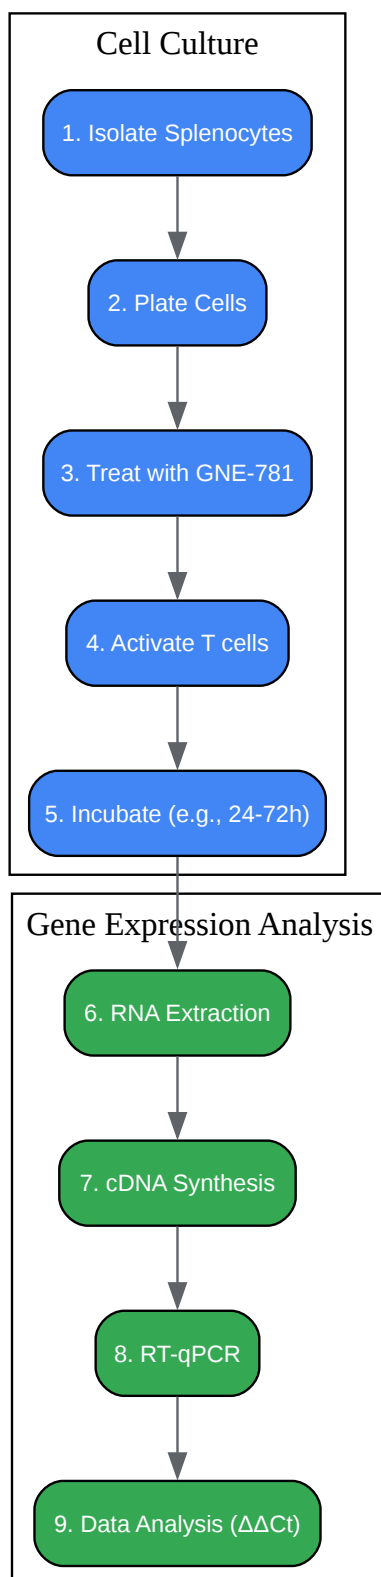 Cell Culture
1. Isolate Splenocytes
2. Plate Cells
3. Treat with GNE-781
4. Activate T cells
5. Incubate (e.g., 24-72h)
Gene Expression Analysis
6. RNA Extraction
7. cDNA Synthesis
8. RT-qPCR
9. Data Analysis (ΔΔCt)